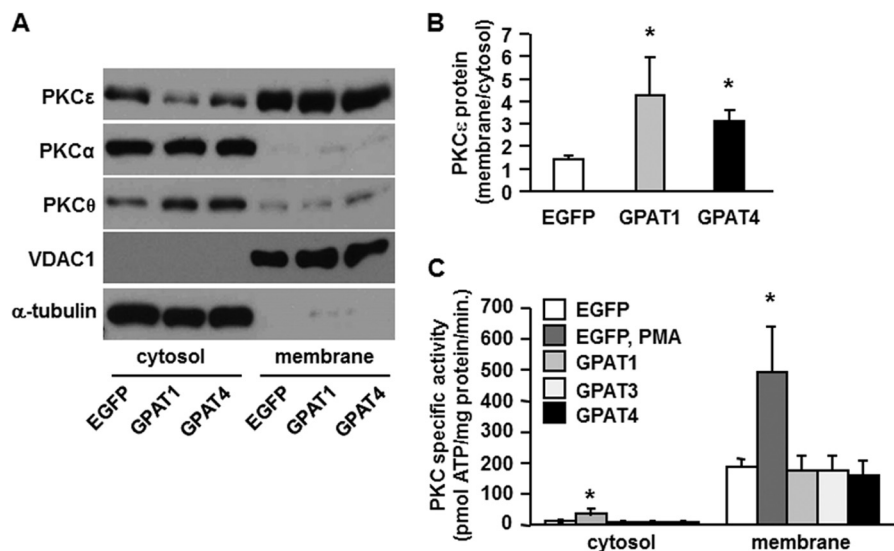 A
PKCε
PKCα
PKCθ
VDAC1
α-tubulin
cytosol membrane
EGFP GPAT1 GPAT4 EGFP GPAT1 GPAT4
B
PKCε protein
(membrane/cytosol)
7
6
5
4
3
2
1
0
* *
EGFP GPAT1 GPAT4
C
PKC specific activity
(pmol ATP/mg protein/min.)
700
600
500
400
300
200
100
0
EGFP
EGFP, PMA
GPAT1
GPAT3
GPAT4
*
*
cytosol membrane